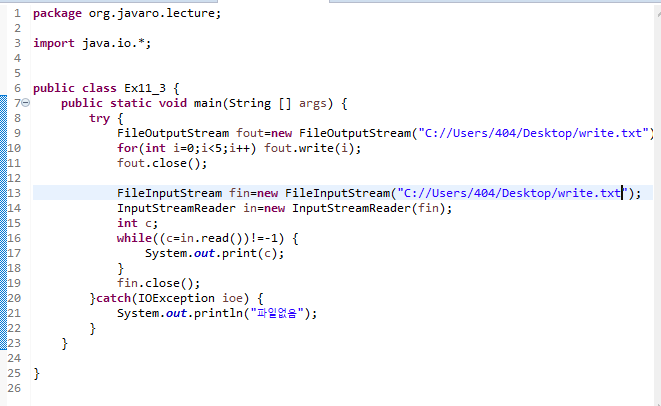 1 package org.javaro.lecture;
2
3 import java.io.*;
4
5
6 public class Ex11_3 {
7 public static void main(String [] args) {
8 try {
9 FileOutputStream fout=new FileOutputStream("C://Users/404/Desktop/write.txt")
10 for(int i=0;i<5;i++) fout.write(i);
11 fout.close();
12
13 FileInputStream fin=new FileInputStream("C://Users/404/Desktop/write.txt");
14 InputStreamReader in=new InputStreamReader(fin);
15 int c;
16 while((c=in.read())!=-1) {
17 System.out.print(c);
18 }
19 fin.close();
20 }catch(IOException ioe) {
21 System.out.println("파일없음");
22 }
23 }
24
25 }
26